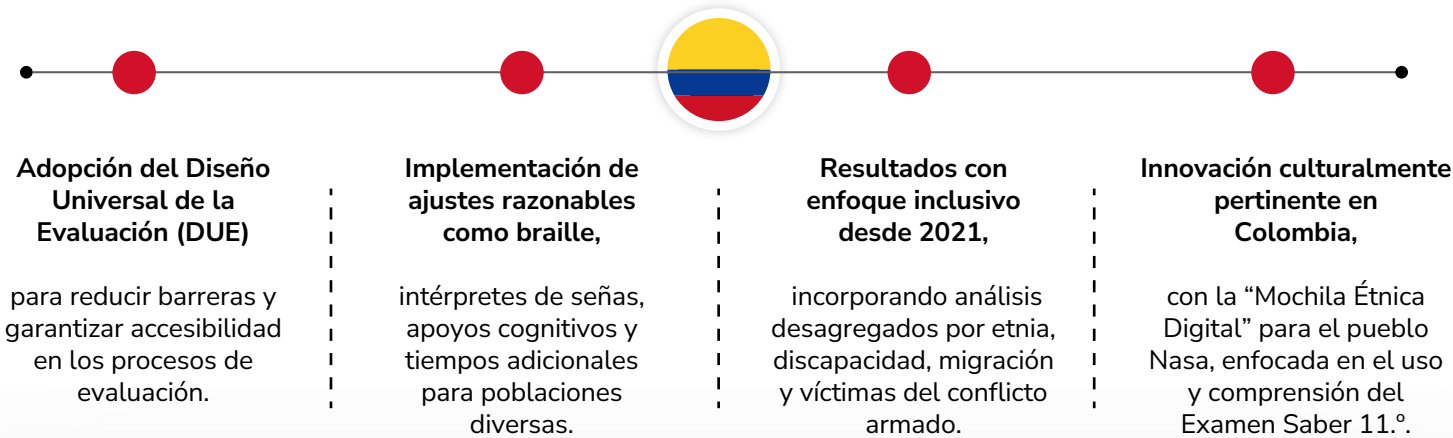 Adopción del Diseño
Universal de la
Evaluación (DUE)
para reducir barreras y
garantizar accesibilidad
en los procesos de
evaluación.
Implementación de
ajustes razonables
como braille,
intérpretes de señas,
apoyos cognitivos y
tiempos adicionales
para poblaciones
diversas.
Resultados con
enfoque inclusivo
desde 2021,
incorporando análisis
desagregados por etnia,
discapacidad, migración
y víctimas del conflicto
armado.
Innovación culturalmente
pertinente en
Colombia,
con la “Mochila Étnica
Digital” para el pueblo
Nasa, enfocada en el uso
y comprensión del
Examen Saber 11.º.